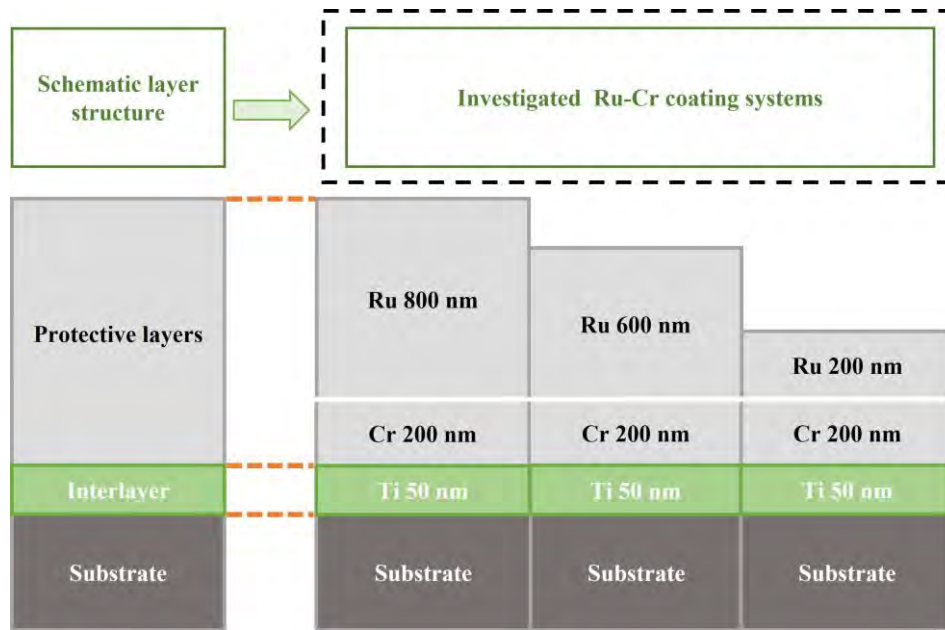 Schematic layer
structure
Investigated Ru-Cr coating systems
Protective layers
Ru 800 nm
Ru 600 nm
Ru 200 nm
Cr 200 nm
Cr 200 nm
Cr 200 nm
Interlayer
Ti 50 nm
Ti 50 nm
Ti 50 nm
Substrate
Substrate
Substrate
Substrate